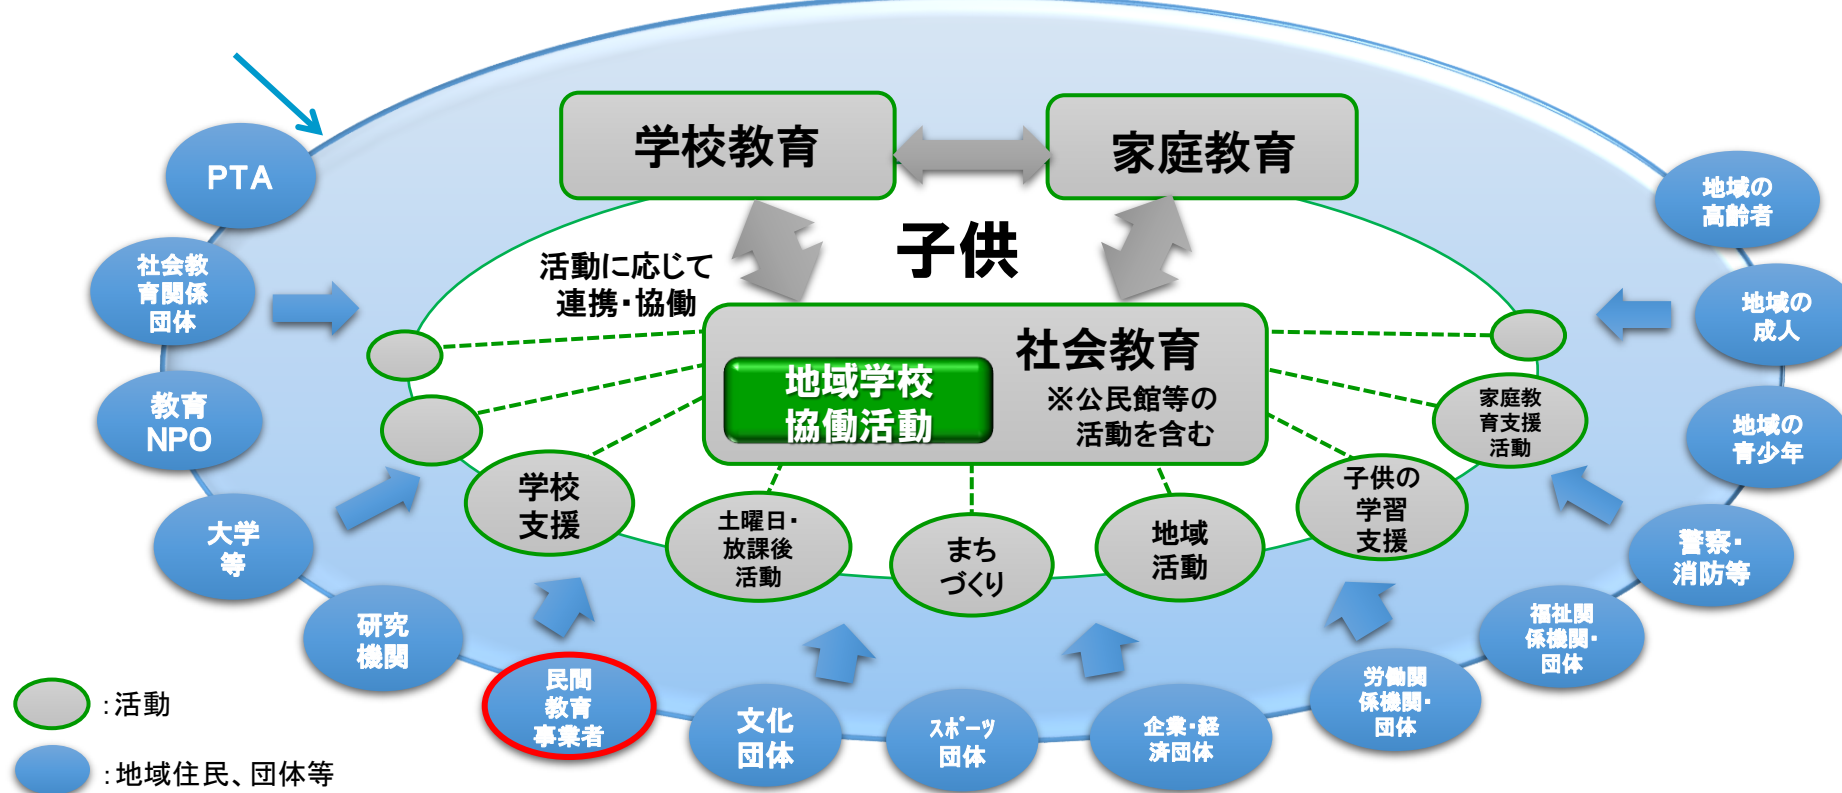 学校教育
家庭教育
子供
活動に応じて
連携・協働
社会教育
※公民館等の
活動を含む
地域学校
協働活動
学校
支援
土曜日・
放課後
活動
まち
づくり
地域
活動
子供の
学習
支援
家庭教
育支援
活動
PTA
社会教
育関係
団体
教育
NPO
大学
等
研究
機関
民間
教育
事業者
文化
団体
スポーツ
団体
企業・経
済団体
労働関
係機関・
団体
福祉関
係機関・
団体
警察・
消防等
地域の
青少年
地域の
成人
地域の
高齢者
:活動
:地域住民、団体等